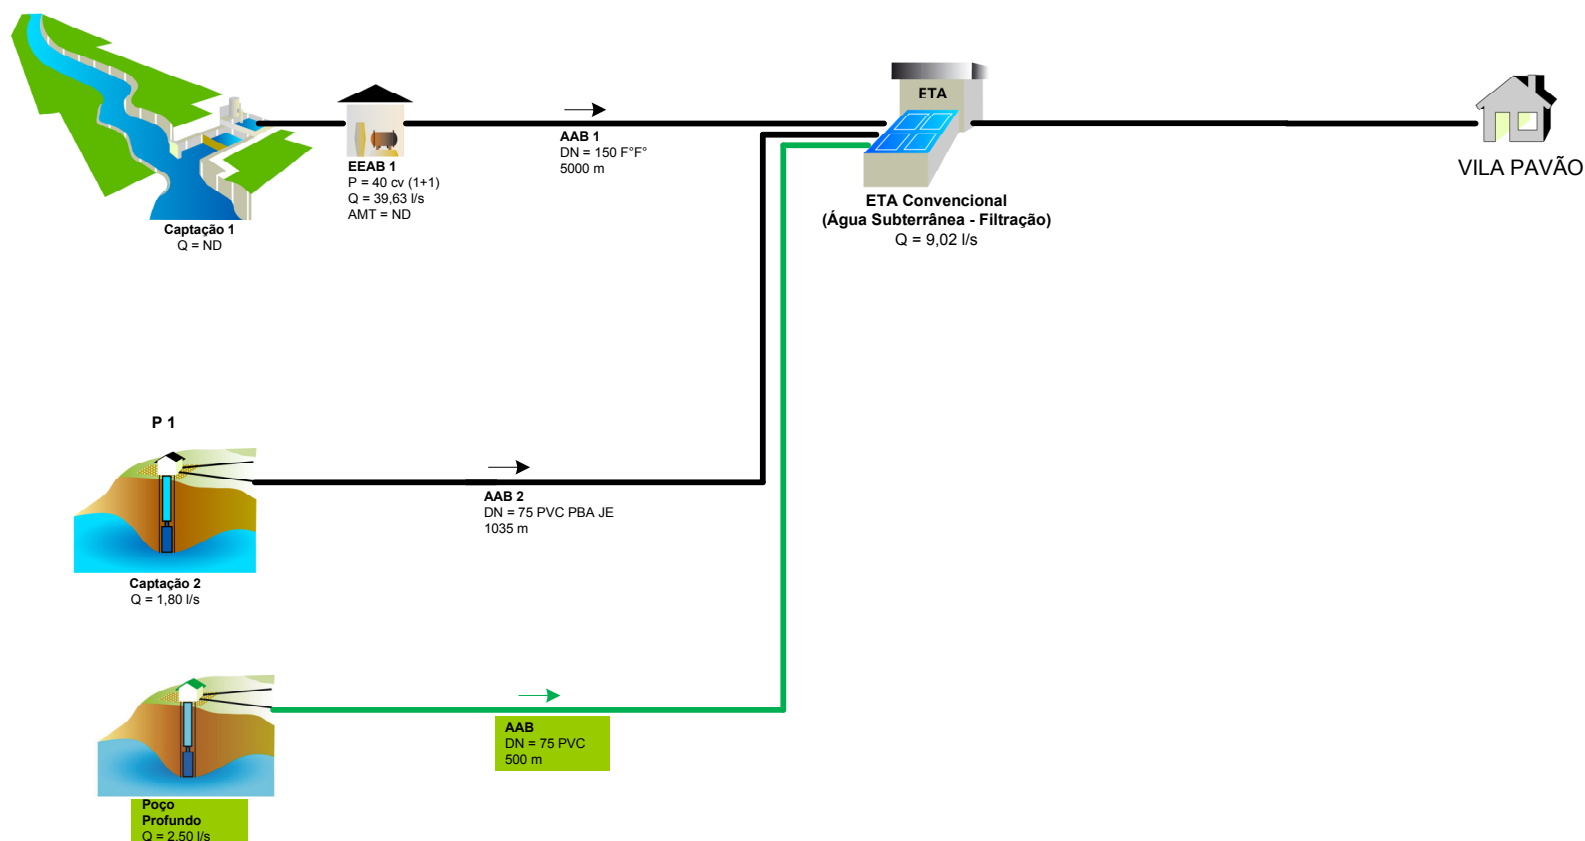 ETA
AAB 1
DN = 150 F°F°
5000 m
EEAB 1
P = 40 cv (1+1)
Q = 39,63 l/s
AMT = ND
VILA PAVÃO
ETA Convencional
(Água Subterrânea - Filtração)
Q = 9,02 l/s
Captação 1
Q = ND
P 1
AAB 2
DN = 75 PVC PBA JE
1035 m
Captação 2
Q = 1,80 l/s
AAB
DN = 75 PVC
500 m
Poço
Profundo
Q = 2,50 l/s